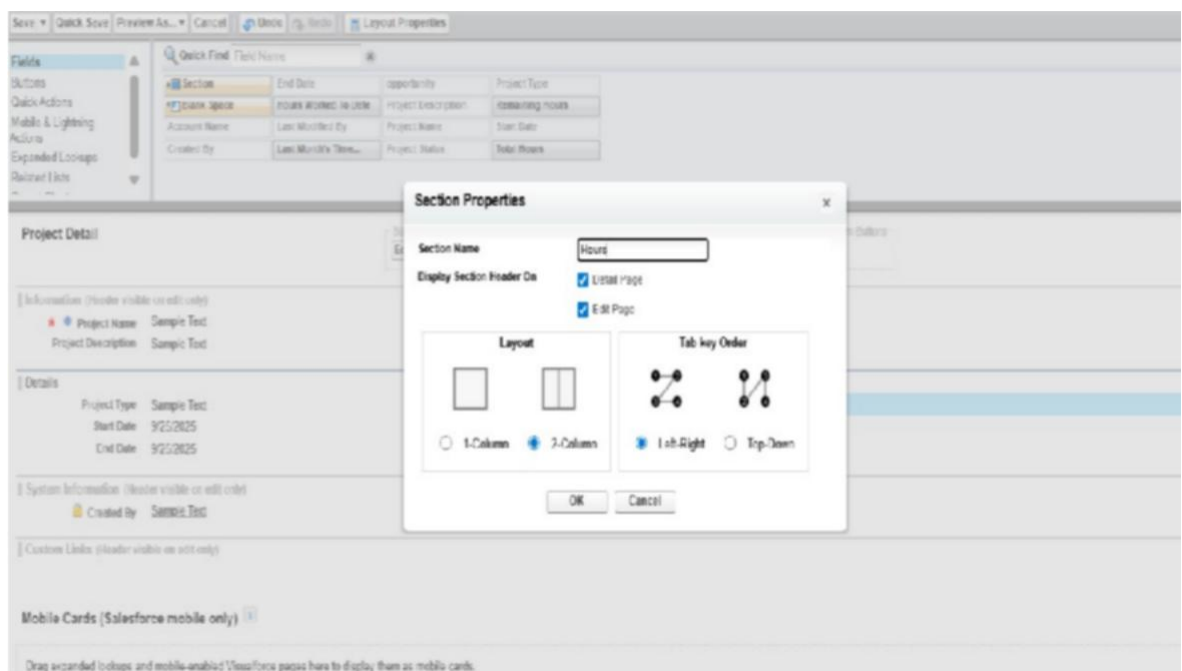 Save ▼ Quick Save Preview As... ▼ Cancel Undo Redo Layout Properties
Fields
Buttons
Quick Actions
Mobile & Lightning
Actions
Expanded Lookups
Related Lists
Quick Find Field Name
Section End Date opportunity Project Type
Blank Space Hours Worked To Date Project Description Remaining Hours
Account Name Last Modified By Project Name Start Date
Created By Last Month's Time... Project Status Total Hours
Section Properties x
Section Name Hours
Display Section Header On Detail Page
Edit Page
Layout Tab key Order
1-Column 2-Column Left-Right Top-Down
OK Cancel
Project Detail
Information (Header visible on edit only)
Project Name Sample Text
Project Description Sample Text
Details
Project Type Sample Text
Start Date 9/25/2025
End Date 9/25/2025
System Information (Header visible on edit only)
Created By Sample Text
Custom Links (Header visible on edit only)
Mobile Cards (Salesforce mobile only)
Drag expanded lookups and mobile-enabled Visualforce pages here to display them as mobile cards.